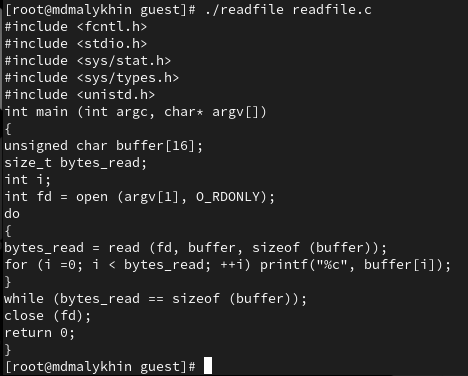 [root@mdmalykhin guest]# ./readfile readfile.c
#include <fcntl.h>
#include <stdio.h>
#include <sys/stat.h>
#include <sys/types.h>
#include <unistd.h>
int main (int argc, char* argv[])
{
unsigned char buffer[16];
size_t bytes_read;
int i;
int fd = open (argv[1], O_RDONLY);
do
{
bytes_read = read (fd, buffer, sizeof (buffer));
for (i =0; i < bytes_read; ++i) printf("%c", buffer[i]);
}
while (bytes_read == sizeof (buffer));
close (fd);
return 0;
}
[root@mdmalykhin guest]#